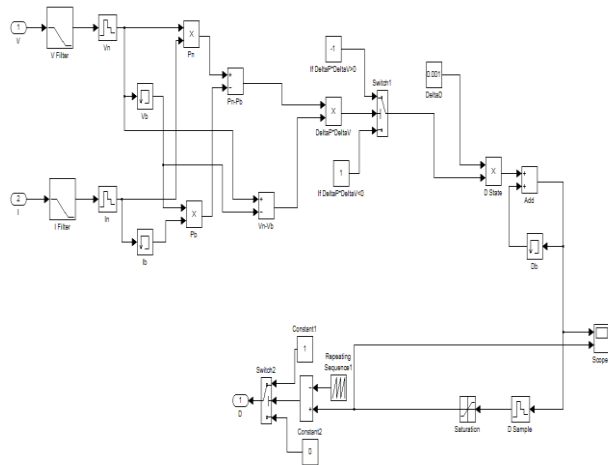 1
V
V Filter
Vn
X
Pn
Vb
+
−
Pn-Pb
-1
If DeltaP*DeltaV>0
Switch1
0.001
DeltaD
X
DeltaP*DeltaV
1
If DeltaP*DeltaV<0
X
D State
+
+
Add
2
I
I Filter
In
Ib
X
Pb
+
−
Vn-Vb
Db
Scope
Constant1
1
Repeating
Sequence1
Switch2
1
D
−
+
Constant2
0
Saturation
D Sample